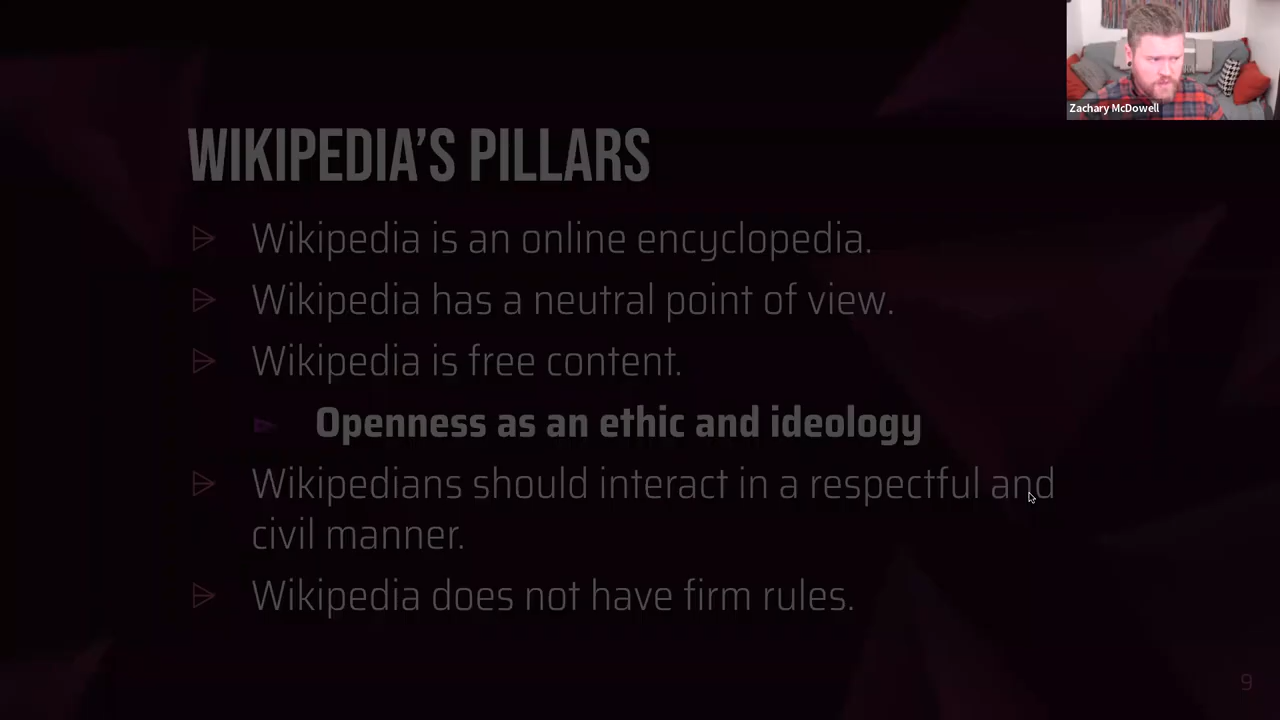 Zachary McDowell
WIKIPEDIA'S PILLARS
Wikipedia is an online encyclopedia.
Wikipedia has a neutral point of view.
Wikipedia is free content.
Openness as an ethic and ideology
Wikipedians should interact in a respectful and
civil manner.
Wikipedia does not have firm rules.
9